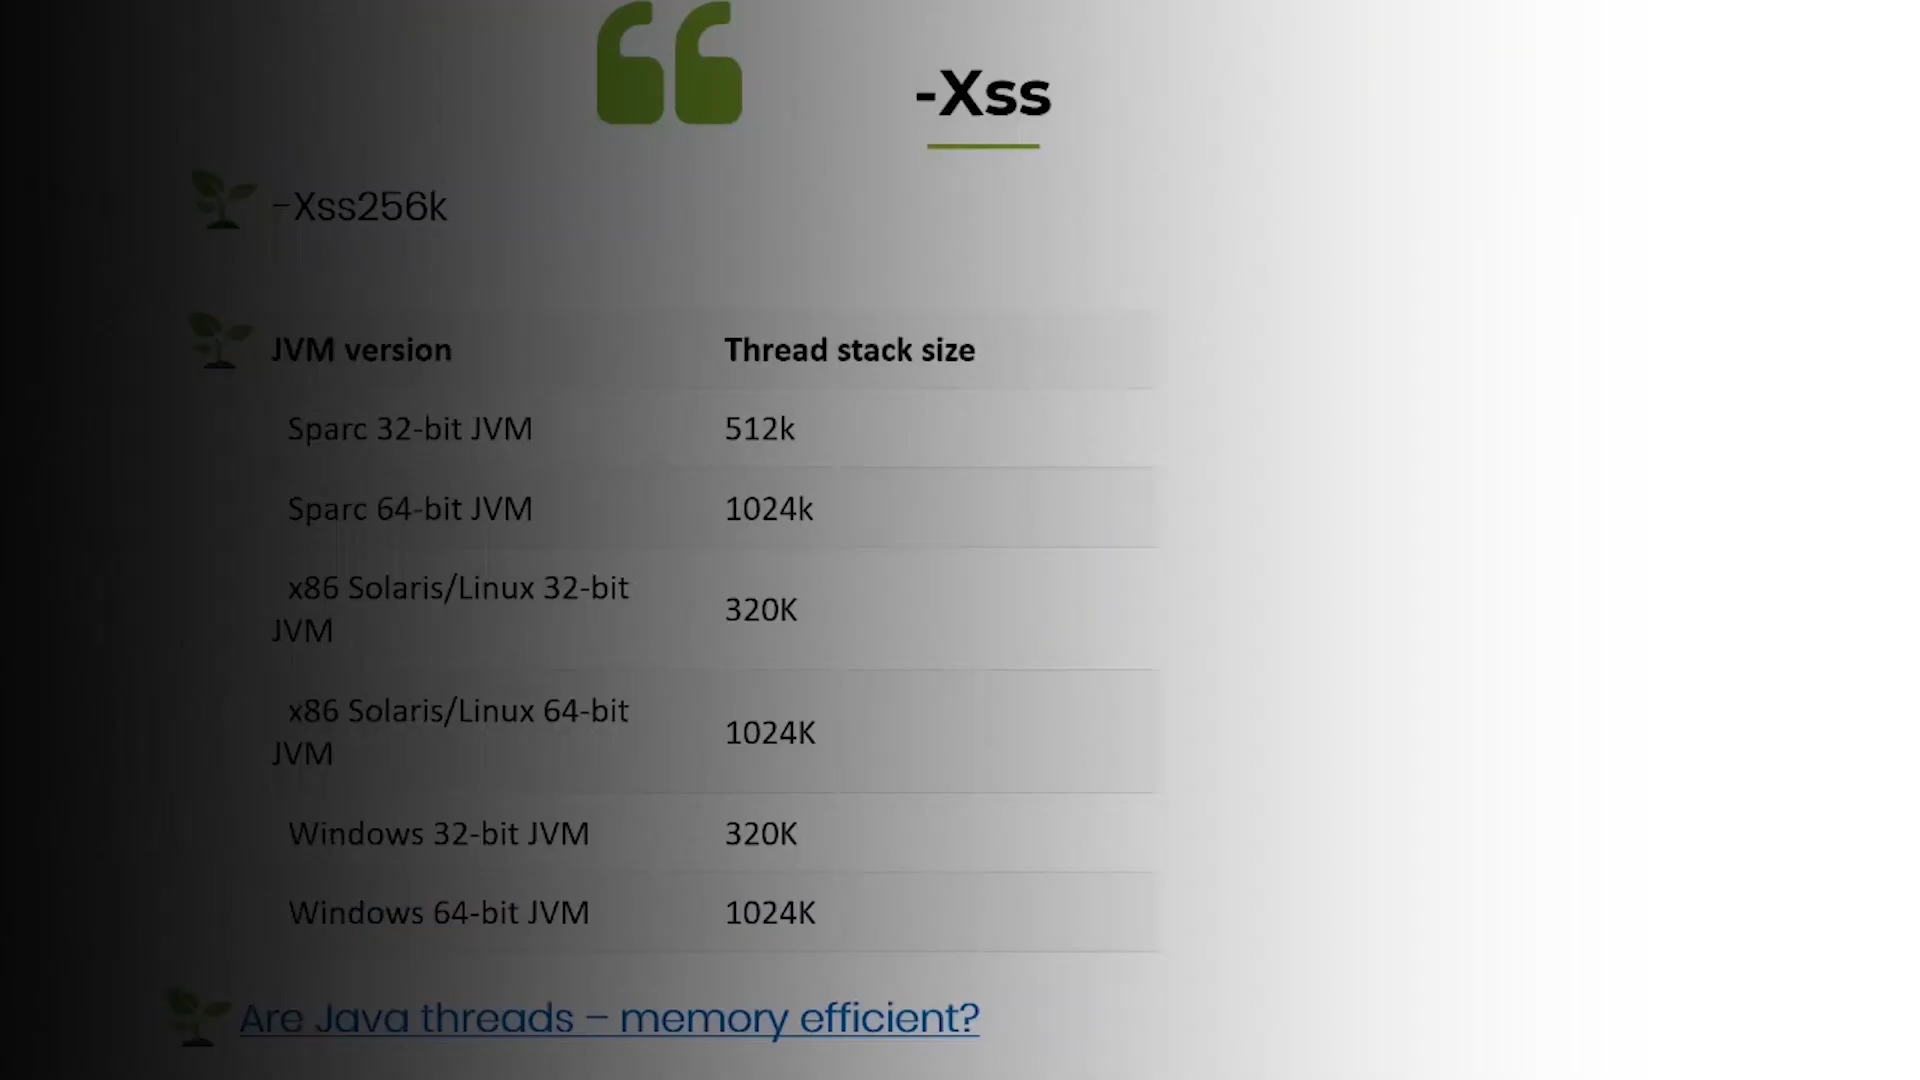 -Xss
-Xss256k
JVM version Thread stack size
Sparc 32-bit JVM 512k
Sparc 64-bit JVM 1024k
x86 Solaris/Linux 32-bit
JVM 320K
x86 Solaris/Linux 64-bit
JVM 1024K
Windows 32-bit JVM 320K
Windows 64-bit JVM 1024K
Are Java threads – memory efficient?